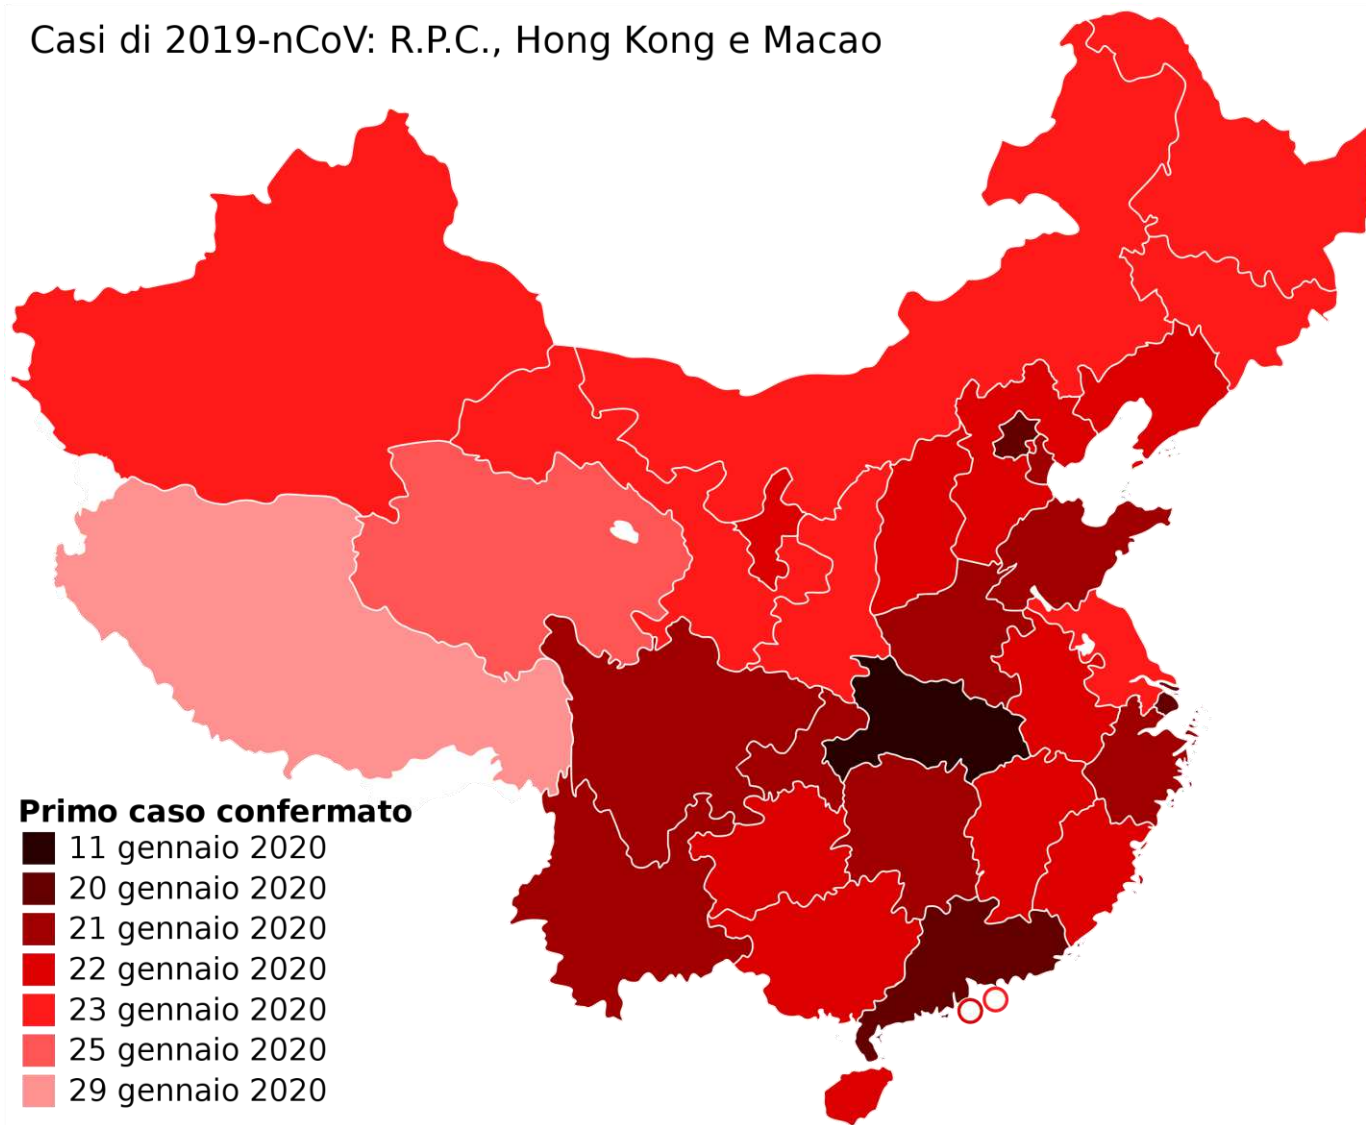 Casi di 2019-nCoV: R.P.C., Hong Kong e Macao
Primo caso confermato
11 gennaio 2020
20 gennaio 2020
21 gennaio 2020
22 gennaio 2020
23 gennaio 2020
25 gennaio 2020
29 gennaio 2020